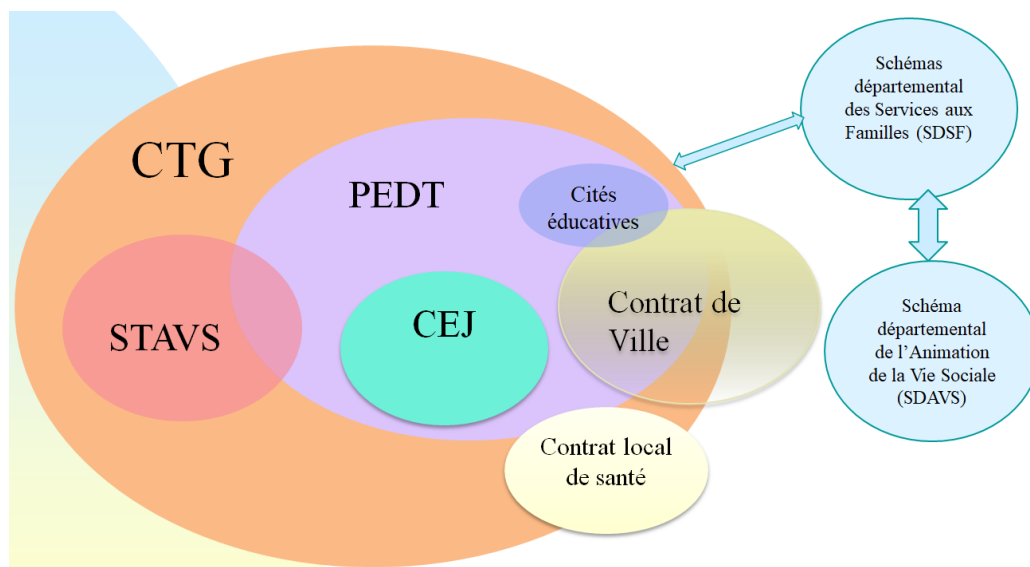 CTG
PEDT
Cités
éducatives
STAVS
CEJ
Contrat de
Ville
Contrat local
de santé
Schémas
départemental
des Services aux
Familles (SDSF)
Schéma
départemental
de l’Animation
de la Vie Sociale
(SDAVS)